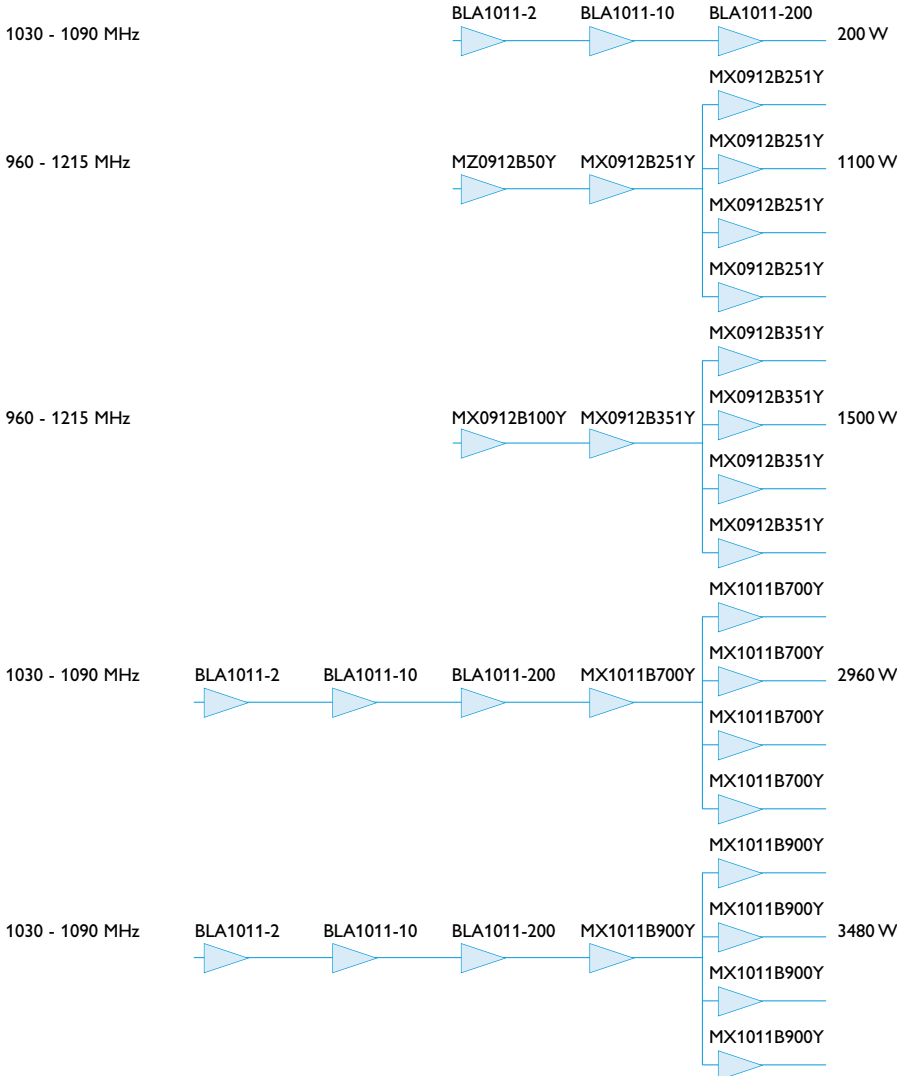 BLA1011-2 BLA1011-10 BLA1011-200
1030 - 1090 MHz 200 W
MX0912B251Y
MX0912B251Y
960 - 1215 MHz MZ0912B50Y MX0912B251Y 1100 W
MX0912B251Y
MX0912B251Y
MX0912B351Y
MX0912B351Y
960 - 1215 MHz MX0912B100Y MX0912B351Y 1500 W
MX0912B351Y
MX0912B351Y
MX1011B700Y
MX1011B700Y
1030 - 1090 MHz BLA1011-2 BLA1011-10 BLA1011-200 MX1011B700Y 2960 W
MX1011B700Y
MX1011B700Y
MX1011B900Y
MX1011B900Y
1030 - 1090 MHz BLA1011-2 BLA1011-10 BLA1011-200 MX1011B900Y 3480 W
MX1011B900Y
MX1011B900Y